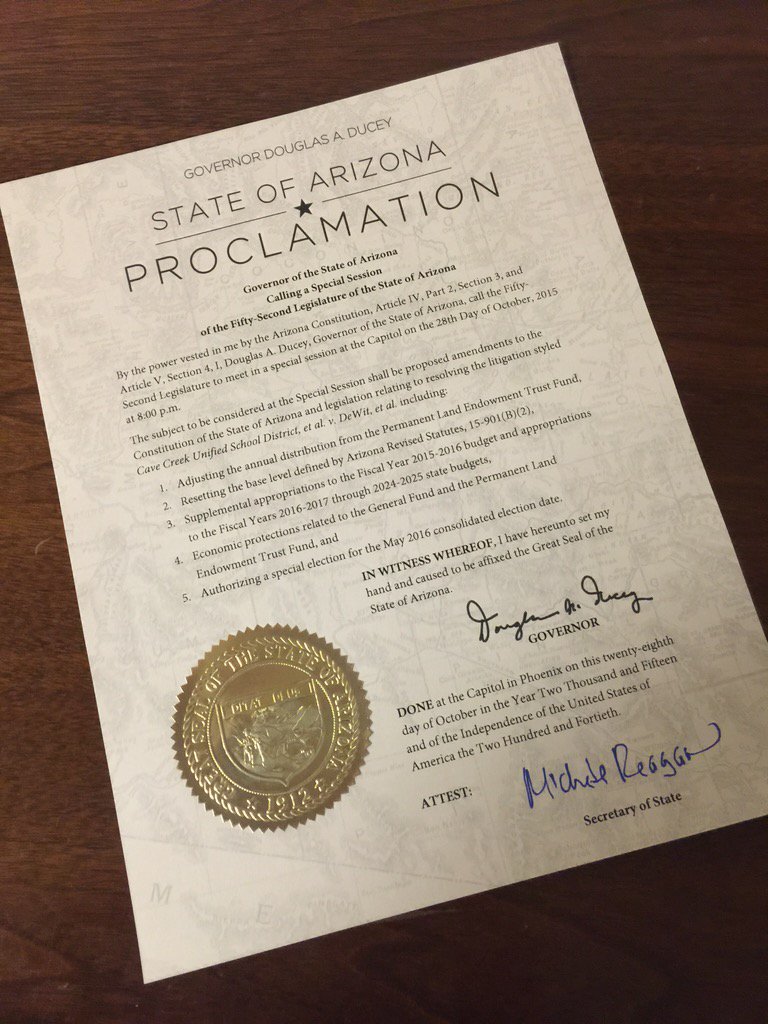 GOVERNOR DOUGLAS A. DUCEY
STATE OF ARIZONA
PROCLAMATION
Governor of the State of Arizona
Calling a Special Session
of the Fifty-Second Legislature of the State of Arizona
By the power vested in me by the Arizona Constitution, Article IV, Part 2, Section 3, and
Article V, Section 4, I, Douglas A. Ducey, Governor of the State of Arizona, call the Fifty-
Second Legislature to meet in a special session at the Capitol on the 28th Day of October, 2015
at 8:00 p.m.
The subject to be considered at the Special Session shall be proposed amendments to the
Constitution of the State of Arizona and legislation relating to resolving the litigation styled
Cave Creek Unified School District, et al. v. DeWit, et al. including:
1. Adjusting the annual distribution from the Permanent Land Endowment Trust Fund,
2. Resetting the base level defined by Arizona Revised Statutes, 15-901(B)(2),
3. Supplemental appropriations to the Fiscal Year 2015-2016 budget and appropriations
to the Fiscal Years 2016-2017 through 2024-2025 state budgets,
4. Economic protections related to the General Fund and the Permanent Land
Endowment Trust Fund, and
5. Authorizing a special election for the May 2016 consolidated election date.
IN WITNESS WHEREOF, I have hereunto set my
hand and caused to be affixed the Great Seal of the
State of Arizona.
Douglas A. Ducey
GOVERNOR
DONE at the Capitol in Phoenix on this twenty-eighth
day of October in the Year Two Thousand and Fifteen
and of the Independence of the United States of
America the Two Hundred and Fortieth.
ATTEST:
Michele Reagan
Secretary of State
GREAT SEAL OF THE STATE OF ARIZONA
DITAT DEUS
1912
M E